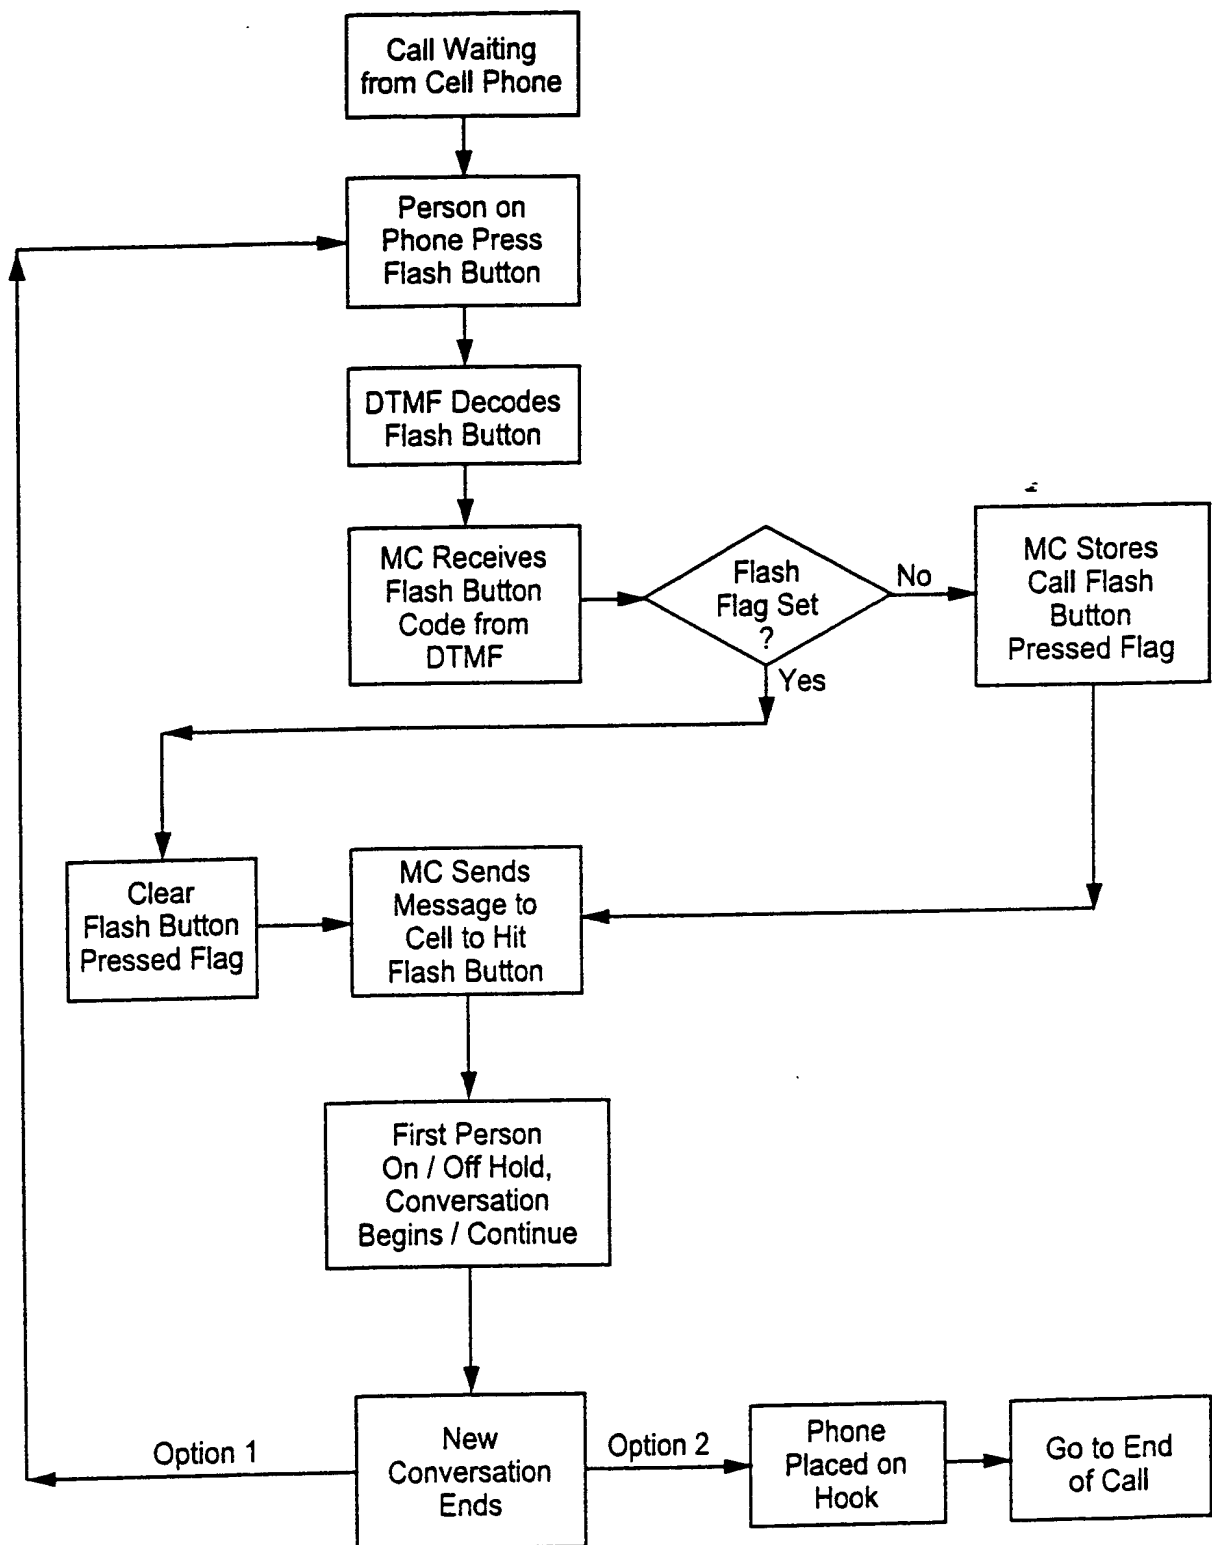 Call Waiting
from Cell Phone
Person on
Phone Press
Flash Button
DTMF Decodes
Flash Button
MC Receives
Flash Button
Code from
DTMF
Flash
Flag Set
?
No
Yes
MC Stores
Call Flash
Button
Pressed Flag
Clear
Flash Button
Pressed Flag
MC Sends
Message to
Cell to Hit
Flash Button
First Person
On / Off Hold,
Conversation
Begins / Continue
Option 1
New
Conversation
Ends
Option 2
Phone
Placed on
Hook
Go to End
of Call